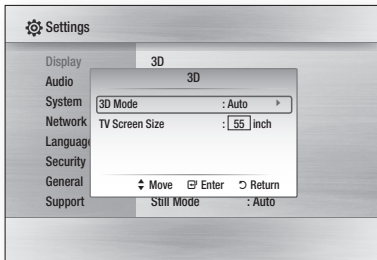 Settings
Display 3D
Audio
System
Network
Language
Security
General
Support Still Mode : Auto
3D
3D Mode : Auto
TV Screen Size : 55 inch
Move Enter Return